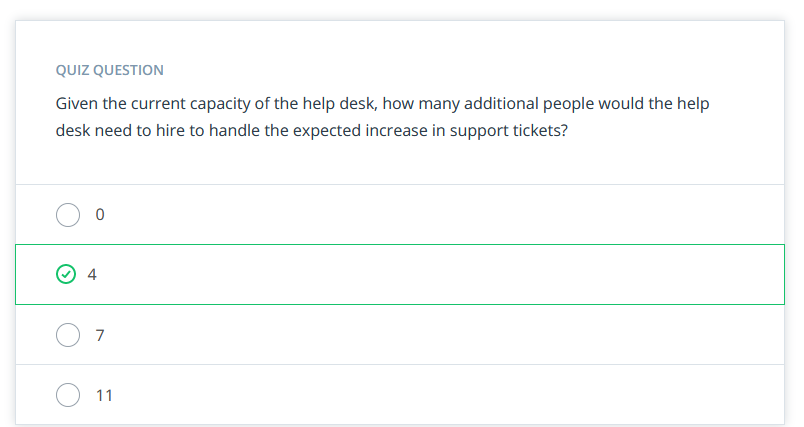 QUIZ QUESTION
Given the current capacity of the help desk, how many additional people would the help
desk need to hire to handle the expected increase in support tickets?
0
4
7
11